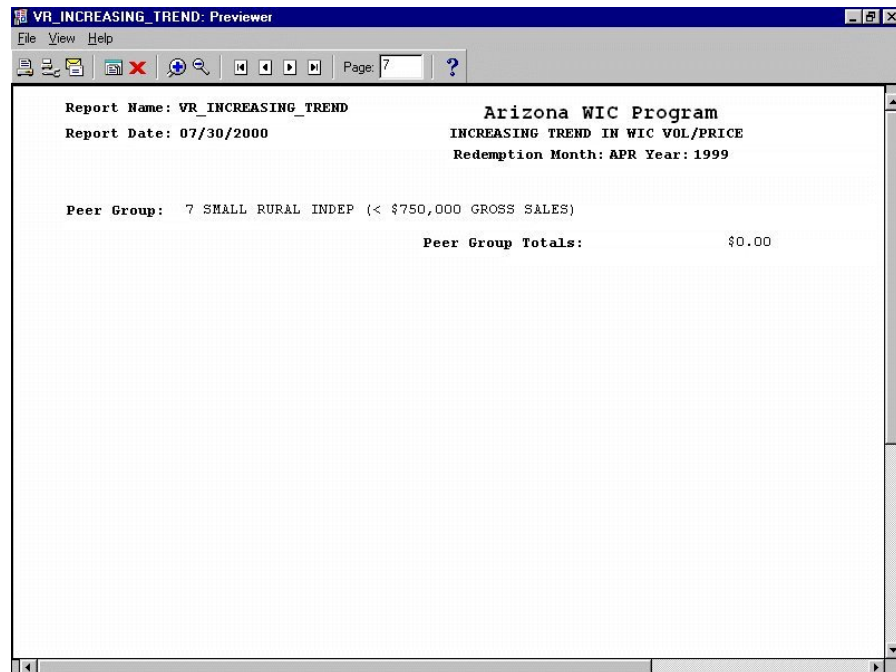 VR_INCREASING_TREND: Previewer
File View Help
Page: 7
?
Report Name: VR_INCREASING_TREND
Arizona WIC Program
Report Date: 07/30/2000
INCREASING TREND IN WIC VOL/PRICE
Redemption Month: APR Year: 1999
Peer Group: 7 SMALL RURAL INDEP (< $750,000 GROSS SALES)
Peer Group Totals: $0.00